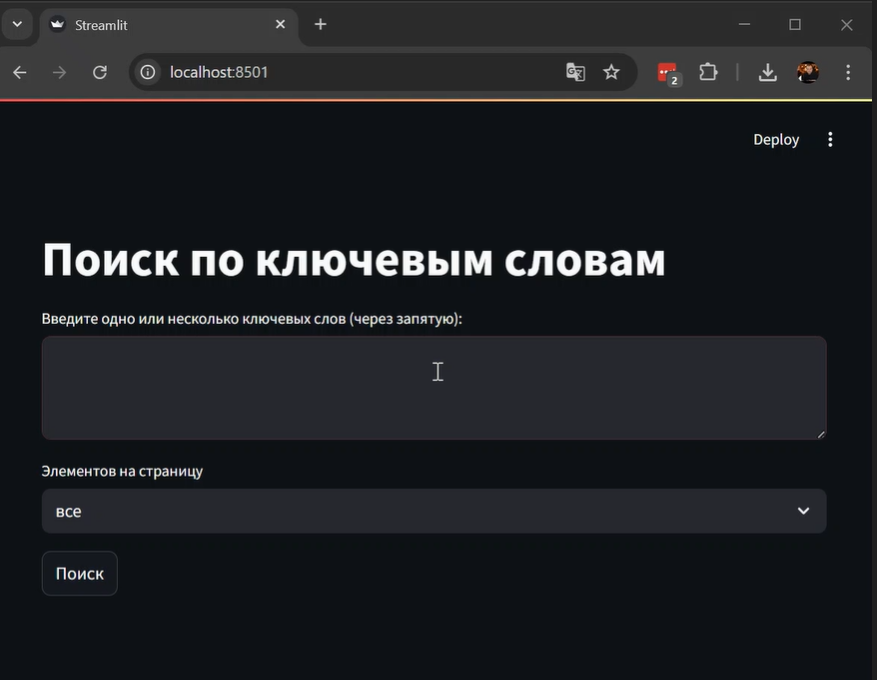 Streamlit
localhost:8501
2
Deploy
Поиск по ключевым словам
Введите одно или несколько ключевых слов (через запятую):
Элементов на страницу
все
Поиск